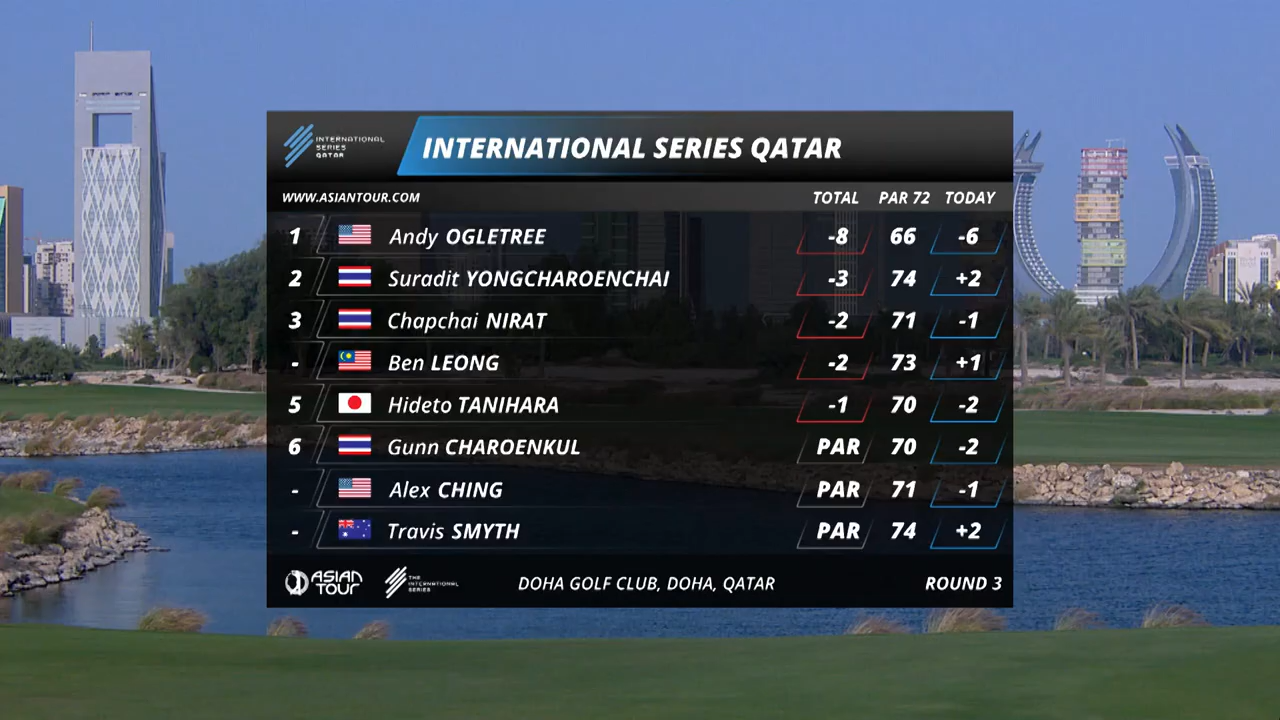 INTERNATIONAL SERIES QATAR
INTERNATIONAL SERIES QATAR
WWW.ASIANTOUR.COM TOTAL PAR 72 TODAY
1 Andy OGLETREE -8 66 -6
2 Suradit YONGCHAROENCHAI -3 74 +2
3 Chapchai NIRAT -2 71 -1
- Ben LEONG -2 73 +1
5 Hideto TANIHARA -1 70 -2
6 Gunn CHAROENKUL PAR 70 -2
- Alex CHING PAR 71 -1
- Travis SMYTH PAR 74 +2
ASIAN TOUR THE INTERNATIONAL SERIES DOHA GOLF CLUB, DOHA, QATAR ROUND 3